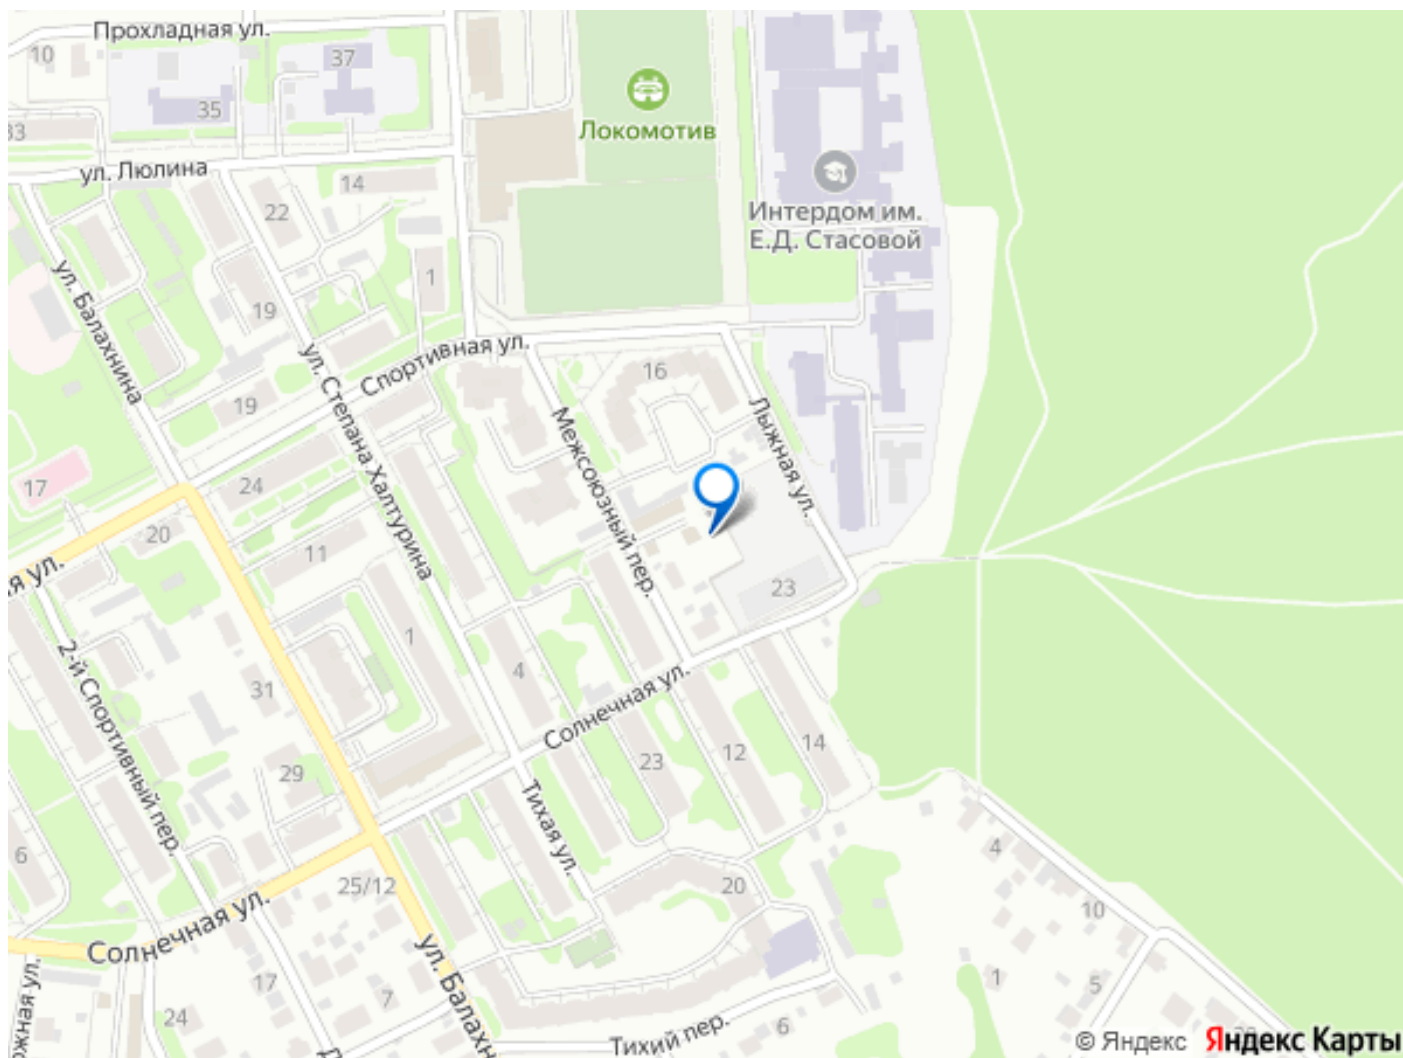 Прохладная ул.
10
37
35
33
Локомотив
ул. Люлина
14
22
Интердом им.
Е.Д. Стасовой
1
ул. Балахнина
19
ул. Степана Халтурина
Спортивная ул.
16
19
Межсоюзный пер.
Лыжная ул.
17
24
20
11
ая ул.
23
1
2-й Спортивный пер.
4
31
Солнечная ул.
23
12
14
29
Тихая ул.
6
4
25/12
20
10
Солнечная ул.
ул. Балахн
17
7
1
5
24
6
Тихий пер.
ожная ул.
© Яндекс Яндекс Карты